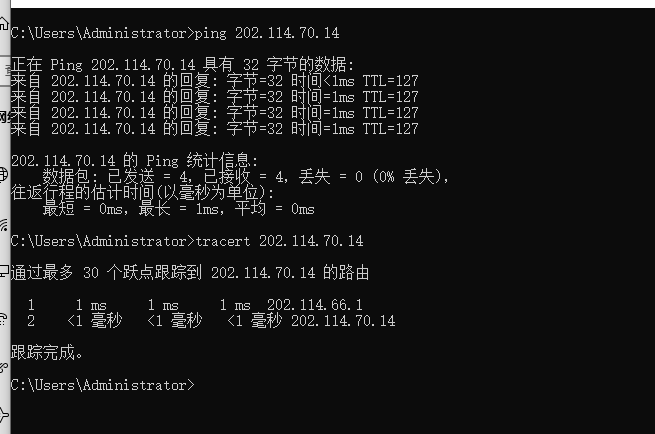 C:\Users\Administrator>ping 202.114.70.14
正在 Ping 202.114.70.14 具有 32 字节的数据:
来自 202.114.70.14 的回复: 字节=32 时间<1ms TTL=127
来自 202.114.70.14 的回复: 字节=32 时间=1ms TTL=127
来自 202.114.70.14 的回复: 字节=32 时间=1ms TTL=127
来自 202.114.70.14 的回复: 字节=32 时间=1ms TTL=127
202.114.70.14 的 Ping 统计信息:
数据包: 已发送 = 4, 已接收 = 4, 丢失 = 0 (0% 丢失),
往返行程的估计时间(以毫秒为单位):
最短 = 0ms, 最长 = 1ms, 平均 = 0ms
C:\Users\Administrator>tracert 202.114.70.14
通过最多 30 个跃点跟踪到 202.114.70.14 的路由
1 1 ms 1 ms 1 ms 202.114.66.1
2 <1 毫秒 <1 毫秒 <1 毫秒 202.114.70.14
跟踪完成。
C:\Users\Administrator>